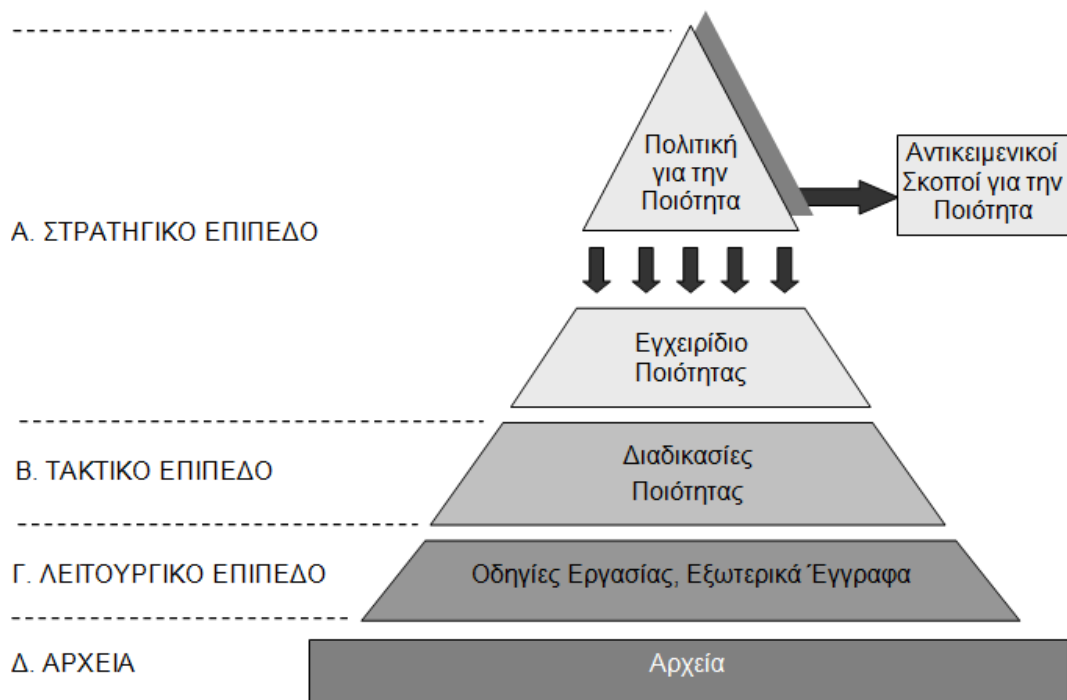 Πολιτική
για την
Ποιότητα
Αντικειμενικοί
Σκοποί για την
Ποιότητα
Α. ΣΤΡΑΤΗΓΙΚΟ ΕΠΙΠΕΔΟ
Εγχειρίδιο
Ποιότητας
Β. ΤΑΚΤΙΚΟ ΕΠΙΠΕΔΟ
Διαδικασίες
Ποιότητας
Γ. ΛΕΙΤΟΥΡΓΙΚΟ ΕΠΙΠΕΔΟ
Οδηγίες Εργασίας, Εξωτερικά Έγγραφα
Δ. ΑΡΧΕΙΑ
Αρχεία